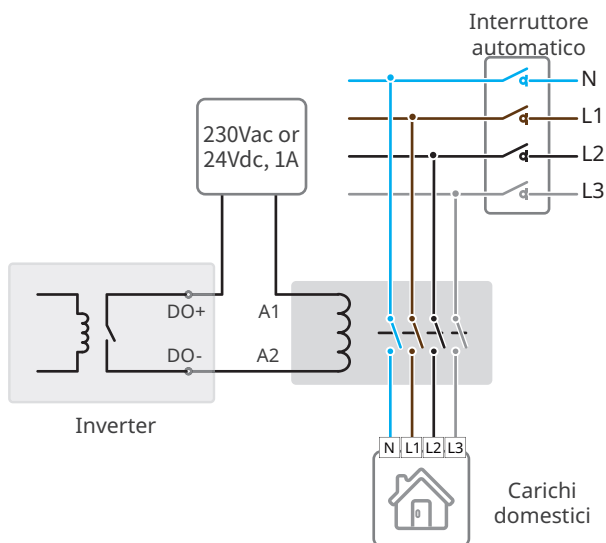 Interruttore
automatico
N
L1
L2
L3
230Vac or
24Vdc, 1A
DO+
A1
DO-
A2
Inverter
N
L1
L2
L3
Carichi
domestici